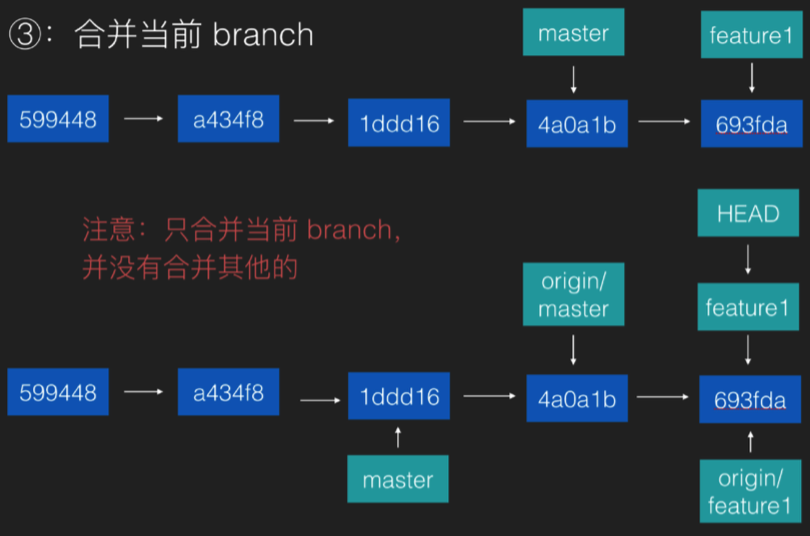 ③：合并当前 branch
master
feature1
599448
a434f8
1ddd16
4a0a1b
693fda
注意：只合并当前 branch，
并没有合并其他的
HEAD
origin/
master
feature1
599448
a434f8
1ddd16
4a0a1b
693fda
master
origin/
feature1